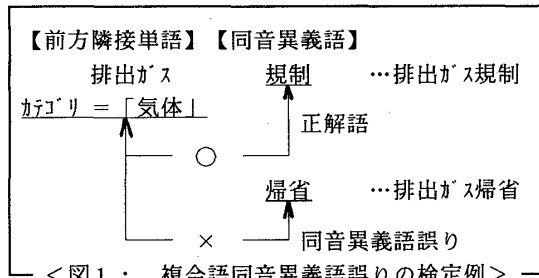 【前方隣接単語】【同音異義語】
排出ガス 規制 …排出ガス規制
カテゴリ = 「気体」
正解語
○
帰省 …排出ガス帰省
× 同音異義語誤り
<図1: 複合語同音異義語誤りの検定例>